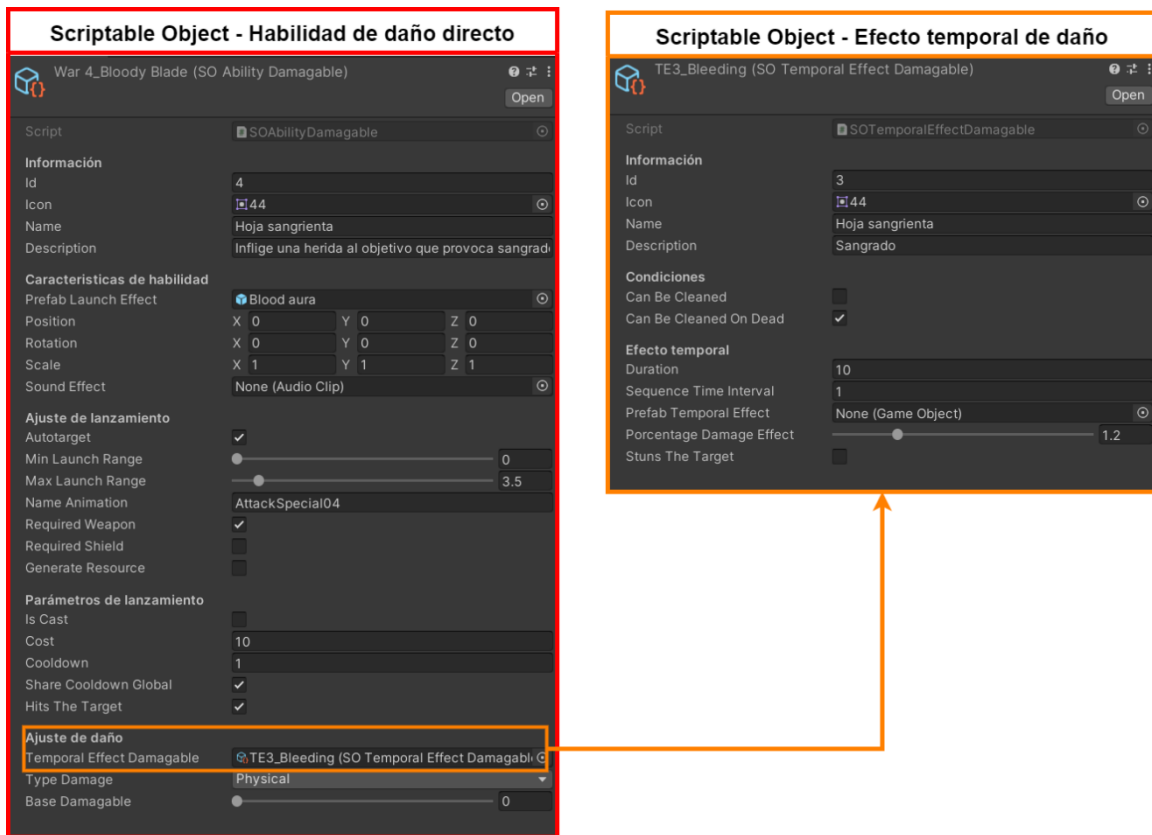 Scriptable Object - Habilidad de daño directo
War 4_Bloody Blade (SO Ability Damagable)
Open
Script SOAbilityDamagable
Información
Id 4
Icon 44
Name Hoja sangrienta
Description Inflige una herida al objetivo que provoca sangrado
Caracteristicas de habilidad
Prefab Launch Effect Blood aura
Position X 0 Y 0 Z 0
Rotation X 0 Y 0 Z 0
Scale X 1 Y 1 Z 1
Sound Effect None (Audio Clip)
Ajuste de lanzamiento
Autotarget
Min Launch Range 0
Max Launch Range 3.5
Name Animation AttackSpecial04
Required Weapon
Required Shield
Generate Resource
Parámetros de lanzamiento
Is Cast
Cost 10
Cooldown 1
Share Cooldown Global
Hits The Target
Ajuste de daño
Temporal Effect Damagable TE3_Bleeding (SO Temporal Effect Damagabl
Type Damage Physical
Base Damagable 0
Scriptable Object - Efecto temporal de daño
TE3_Bleeding (SO Temporal Effect Damagable)
Open
Script SOTemporalEffectDamagable
Información
Id 3
Icon 44
Name Hoja sangrienta
Description Sangrado
Condiciones
Can Be Cleaned
Can Be Cleaned On Dead
Efecto temporal
Duration 10
Sequence Time Interval 1
Prefab Temporal Effect None (Game Object)
Porcentage Damage Effect 1.2
Stuns The Target